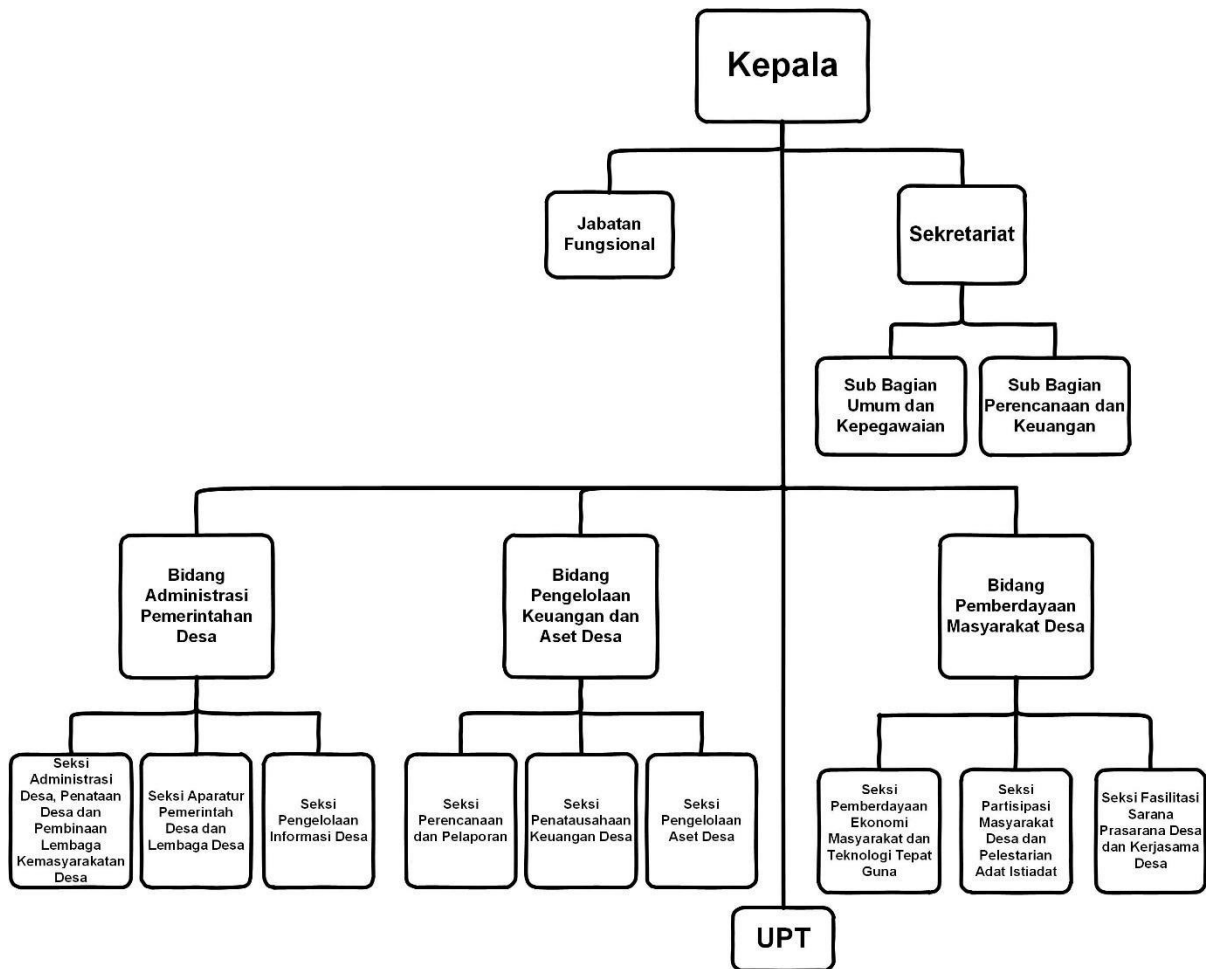 Kepala
Jabatan
Fungsional
Sekretariat
Sub Bagian
Umum dan
Kepegawaian
Sub Bagian
Perencanaan dan
Keuangan
Bidang
Administrasi
Pemerintahan
Desa
Bidang
Pengelolaan
Keuangan dan
Aset Desa
Bidang
Pemberdayaan
Masyarakat Desa
Seksi
Administrasi
Desa, Penataan
Desa dan
Pembinaan
Lembaga
Kemasyarakatan
Desa
Seksi Aparatur
Pemerintah
Desa dan
Lembaga Desa
Seksi
Pengelolaan
Informasi Desa
Seksi
Perencanaan
dan Pelaporan
Seksi
Penatausahaan
Keuangan Desa
Seksi
Pengelolaan
Aset Desa
Seksi
Pemberdayaan
Ekonomi
Masyarakat dan
Teknologi Tepat
Guna
Seksi
Partisipasi
Masyarakat
Desa dan
Pelestarian
Adat Istiadat
Seksi Fasilitasi
Sarana
Prasarana Desa
dan Kerjasama
Desa
UPT